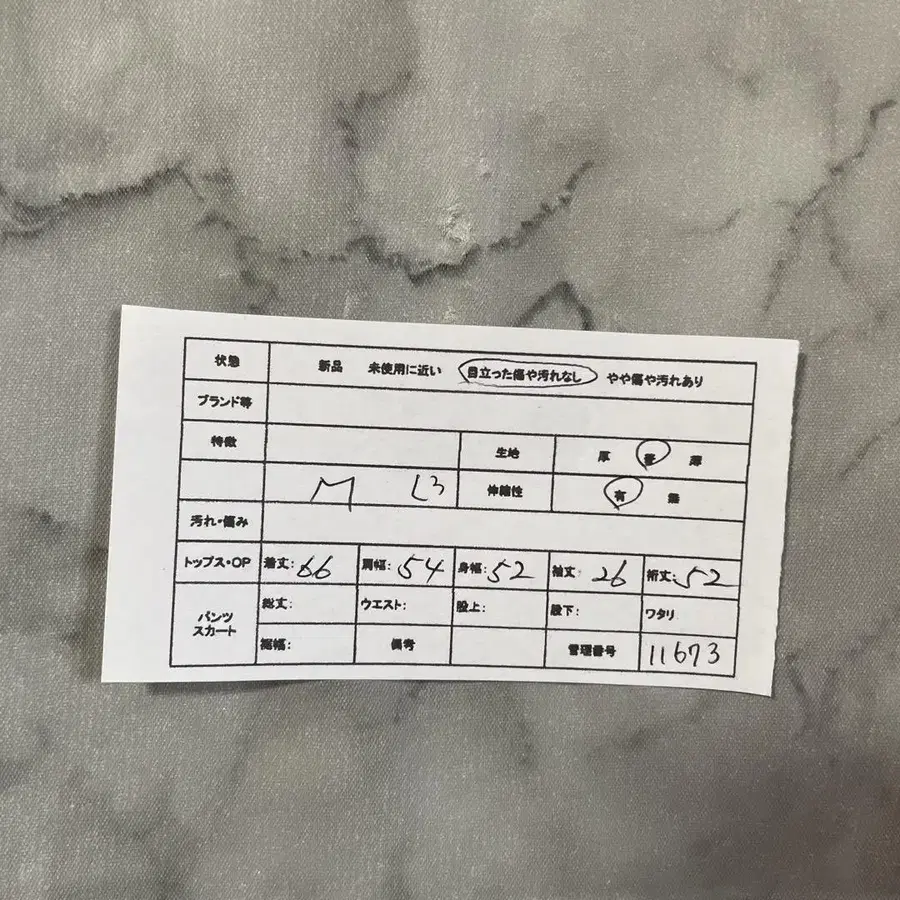 状態 新品 未使用に近い 目立った傷や汚れなし やや傷や汚れあり
ブランド等
特徴 生地 厚 普 薄
M 伸縮性 有 無
汚れ・傷み
トップス・OP 着丈:66 肩幅:54 身幅:52 袖丈:26 裄丈:52
パンツ スカート 総丈: ウエスト: 股上: 股下: ワタリ
裾幅: 備考 管理番号 11673